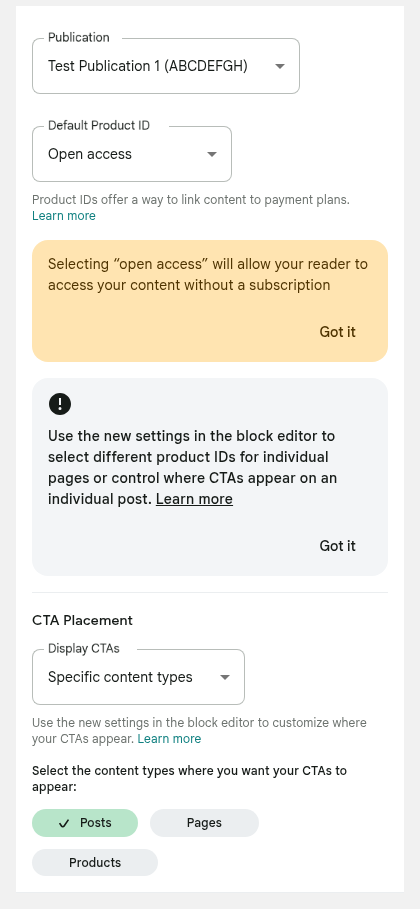 Publication
Test Publication 1 (ABCDEFGH)
Default Product ID
Open access
Product IDs offer a way to link content to payment plans.
Learn more
Selecting “open access” will allow your reader to
access your content without a subscription
Got it
Use the new settings in the block editor to
select different product IDs for individual
pages or control where CTAs appear on an
individual post. Learn more
Got it
CTA Placement
Display CTAs
Specific content types
Use the new settings in the block editor to customize where
your CTAs appear. Learn more
Select the content types where you want your CTAs to
appear:
Posts
Pages
Products